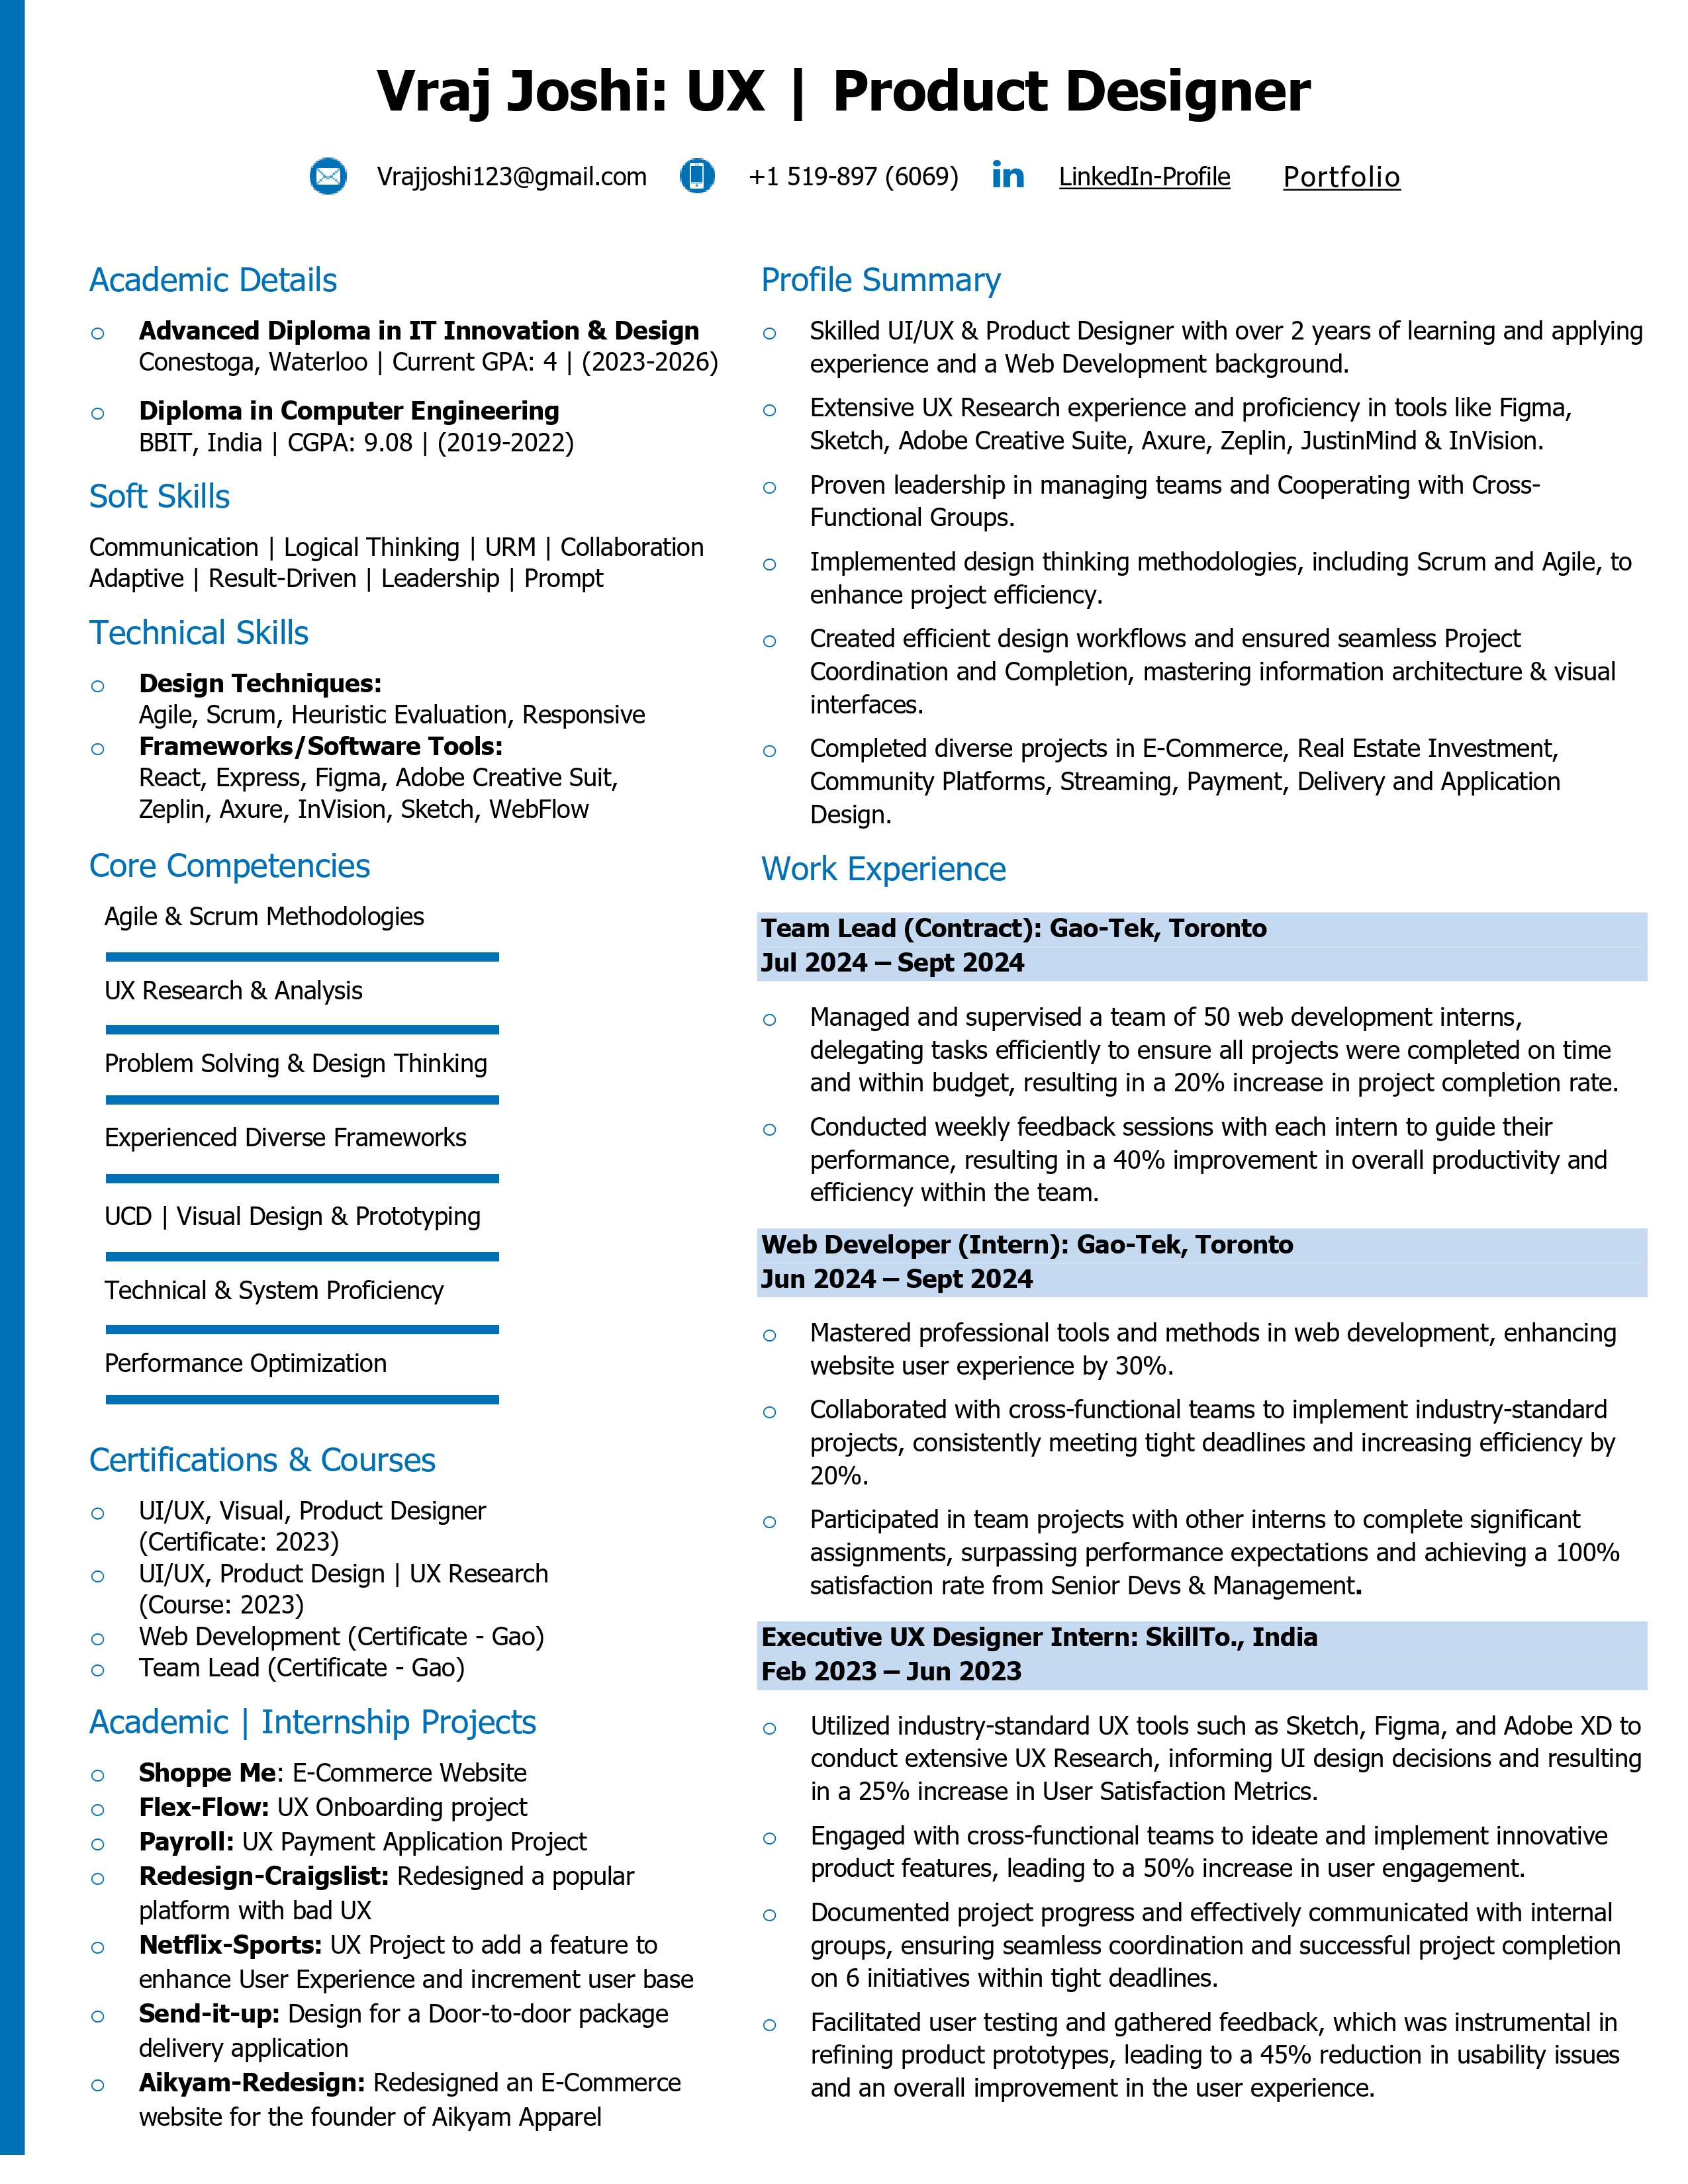 Vraj Joshi: UX | Product Designer
Vrajjoshi123@gmail.com +1 519-897 (6069) in LinkedIn-Profile Portfolio
Academic Details
Advanced Diploma in IT Innovation & Design
Conestoga, Waterloo | Current GPA: 4 | (2023-2026)
Diploma in Computer Engineering
BBIT, India | CGPA: 9.08 | (2019-2022)
Soft Skills
Communication | Logical Thinking | URM | Collaboration
Adaptive | Result-Driven | Leadership | Prompt
Technical Skills
Design Techniques:
Agile, Scrum, Heuristic Evaluation, Responsive
Frameworks/Software Tools:
React, Express, Figma, Adobe Creative Suit,
Zeplin, Axure, InVision, Sketch, WebFlow
Core Competencies
Agile & Scrum Methodologies
UX Research & Analysis
Problem Solving & Design Thinking
Experienced Diverse Frameworks
UCD | Visual Design & Prototyping
Technical & System Proficiency
Performance Optimization
Certifications & Courses
UI/UX, Visual, Product Designer
(Certificate: 2023)
UI/UX, Product Design | UX Research
(Course: 2023)
Web Development (Certificate - Gao)
Team Lead (Certificate - Gao)
Academic | Internship Projects
Shoppe Me: E-Commerce Website
Flex-Flow: UX Onboarding project
Payroll: UX Payment Application Project
Redesign-Craigslist: Redesigned a popular
platform with bad UX
Netflix-Sports: UX Project to add a feature to
enhance User Experience and increment user base
Send-it-up: Design for a Door-to-door package
delivery application
Aikyam-Redesign: Redesigned an E-Commerce
website for the founder of Aikyam Apparel
Profile Summary
Skilled UI/UX & Product Designer with over 2 years of learning and applying
experience and a Web Development background.
Extensive UX Research experience and proficiency in tools like Figma,
Sketch, Adobe Creative Suite, Axure, Zeplin, JustinMind & InVision.
Proven leadership in managing teams and Cooperating with Cross-
Functional Groups.
Implemented design thinking methodologies, including Scrum and Agile, to
enhance project efficiency.
Created efficient design workflows and ensured seamless Project
Coordination and Completion, mastering information architecture & visual
interfaces.
Completed diverse projects in E-Commerce, Real Estate Investment,
Community Platforms, Streaming, Payment, Delivery and Application
Design.
Work Experience
Team Lead (Contract): Gao-Tek, Toronto
Jul 2024 – Sept 2024
Managed and supervised a team of 50 web development interns,
delegating tasks efficiently to ensure all projects were completed on time
and within budget, resulting in a 20% increase in project completion rate.
Conducted weekly feedback sessions with each intern to guide their
performance, resulting in a 40% improvement in overall productivity and
efficiency within the team.
Web Developer (Intern): Gao-Tek, Toronto
Jun 2024 – Sept 2024
Mastered professional tools and methods in web development, enhancing
website user experience by 30%.
Collaborated with cross-functional teams to implement industry-standard
projects, consistently meeting tight deadlines and increasing efficiency by
20%.
Participated in team projects with other interns to complete significant
assignments, surpassing performance expectations and achieving a 100%
satisfaction rate from Senior Devs & Management.
Executive UX Designer Intern: SkillTo., India
Feb 2023 – Jun 2023
Utilized industry-standard UX tools such as Sketch, Figma, and Adobe XD to
conduct extensive UX Research, informing UI design decisions and resulting
in a 25% increase in User Satisfaction Metrics.
Engaged with cross-functional teams to ideate and implement innovative
product features, leading to a 50% increase in user engagement.
Documented project progress and effectively communicated with internal
groups, ensuring seamless coordination and successful project completion
on 6 initiatives within tight deadlines.
Facilitated user testing and gathered feedback, which was instrumental in
refining product prototypes, leading to a 45% reduction in usability issues
and an overall improvement in the user experience.